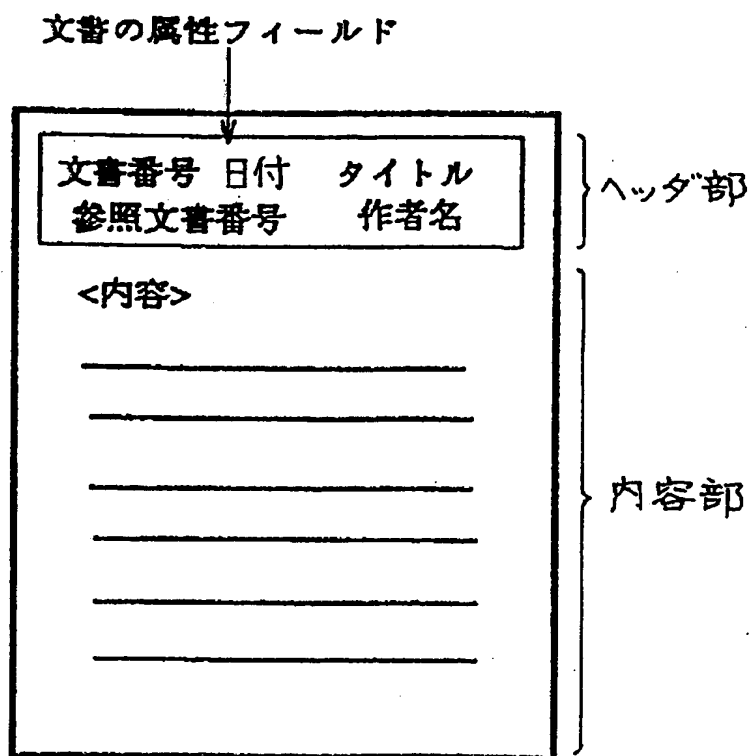 文書の属性フィールド
文書番号 日付 タイトル
参照文書番号 作者名
ヘッダ部
<内容>
内容部